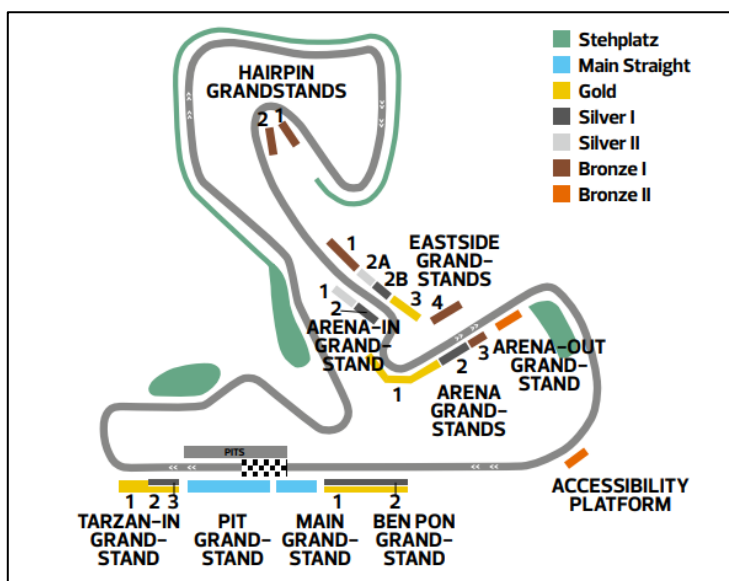 Stehplatz
Main Straight
Gold
Silver I
Silver II
Bronze I
Bronze II
HAIRPIN
GRANDSTANDS
2 1
1
2A
2B
3
EASTSIDE
GRAND–
STANDS
4
1
2
ARENA–IN
GRAND–
STAND
1
2
3
ARENA
GRAND–
STANDS
ARENA–OUT
GRAND–
STAND
PITS
ACCESSIBILITY
PLATFORM
1 2 3
TARZAN–IN
GRAND–
STAND
PIT
GRAND–
STAND
MAIN
GRAND–
STAND
1 2
BEN PON
GRAND–
STAND